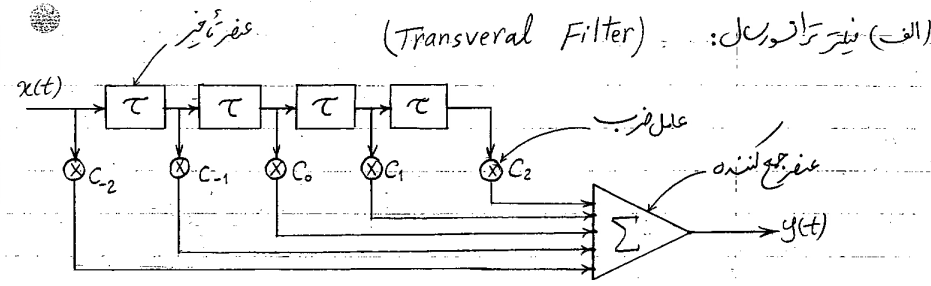 (الف) فیلتر ترانسورسال: (Transveral Filter)
عنصر تأخیر
x(t)
τ τ τ τ
C₋₂ C₋₁ C₀ C₁ C₂
عامل ضرب
عنصر جمع کننده
Σ
y(t)